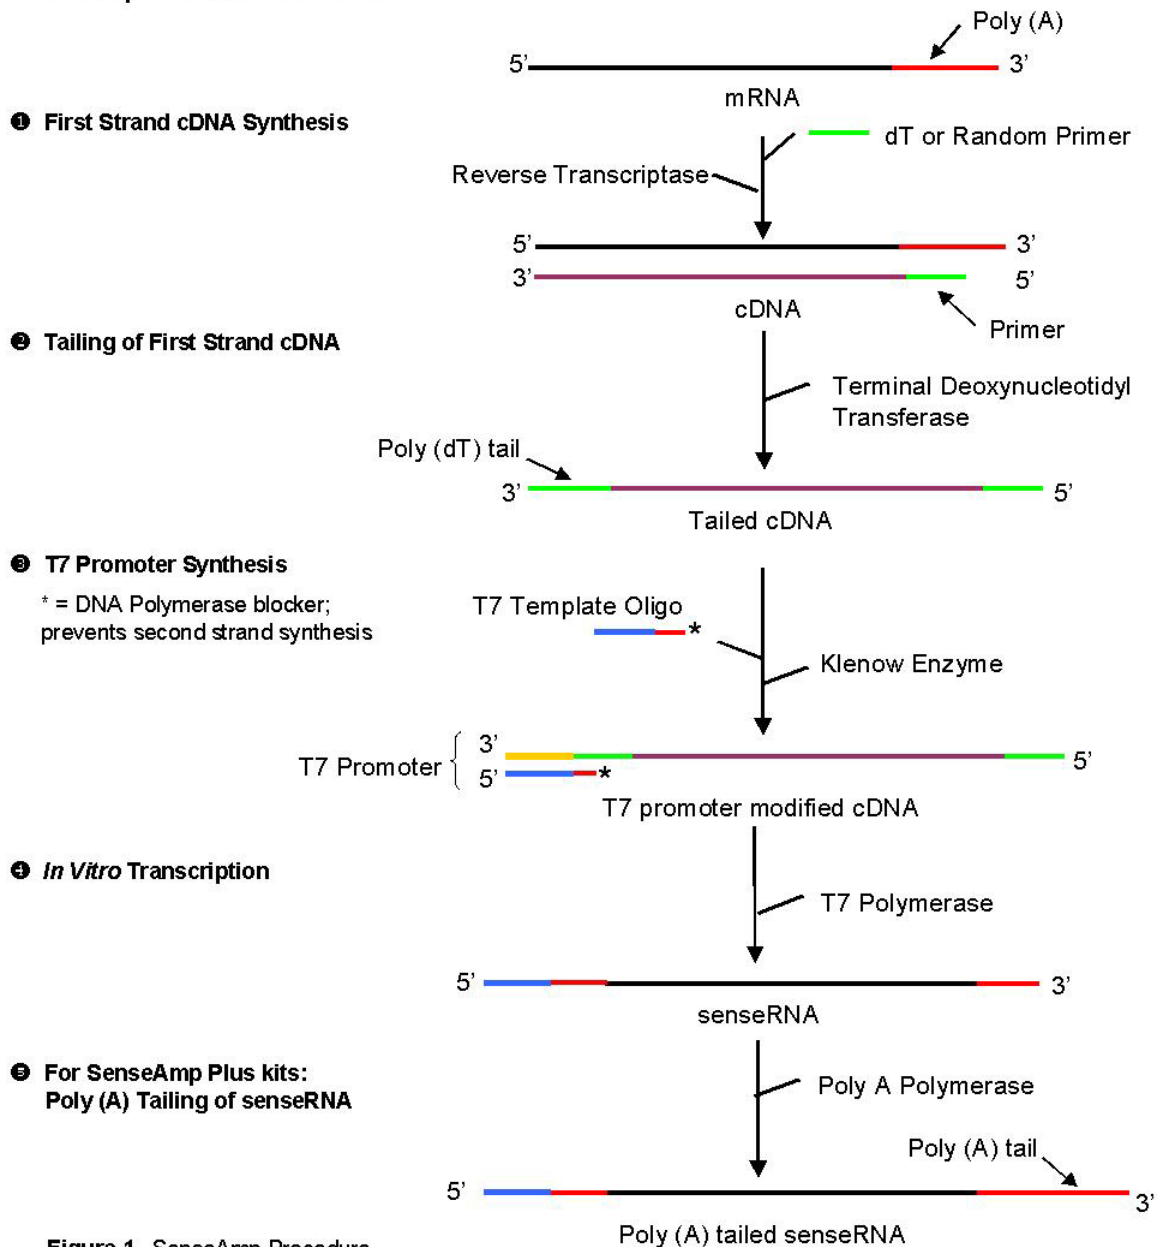 Poly (A)
5’ 3’
mRNA
❶ First Strand cDNA Synthesis
dT or Random Primer
Reverse Transcriptase
5’ 3’
3’ 5’
cDNA
Primer
❷ Tailing of First Strand cDNA
Terminal Deoxynucleotidyl
Transferase
Poly (dT) tail
3’ 5’
Tailed cDNA
❸ T7 Promoter Synthesis
* = DNA Polymerase blocker;
prevents second strand synthesis
T7 Template Oligo
*
Klenow Enzyme
3’ 5’
T7 Promoter
5’ *
T7 promoter modified cDNA
❹ In Vitro Transcription
T7 Polymerase
5’ 3’
senseRNA
❺ For SenseAmp Plus kits:
Poly (A) Tailing of senseRNA
Poly A Polymerase
Poly (A) tail
5’ 3’
Poly (A) tailed senseRNA
Figure 1. SenseAmp Procedure